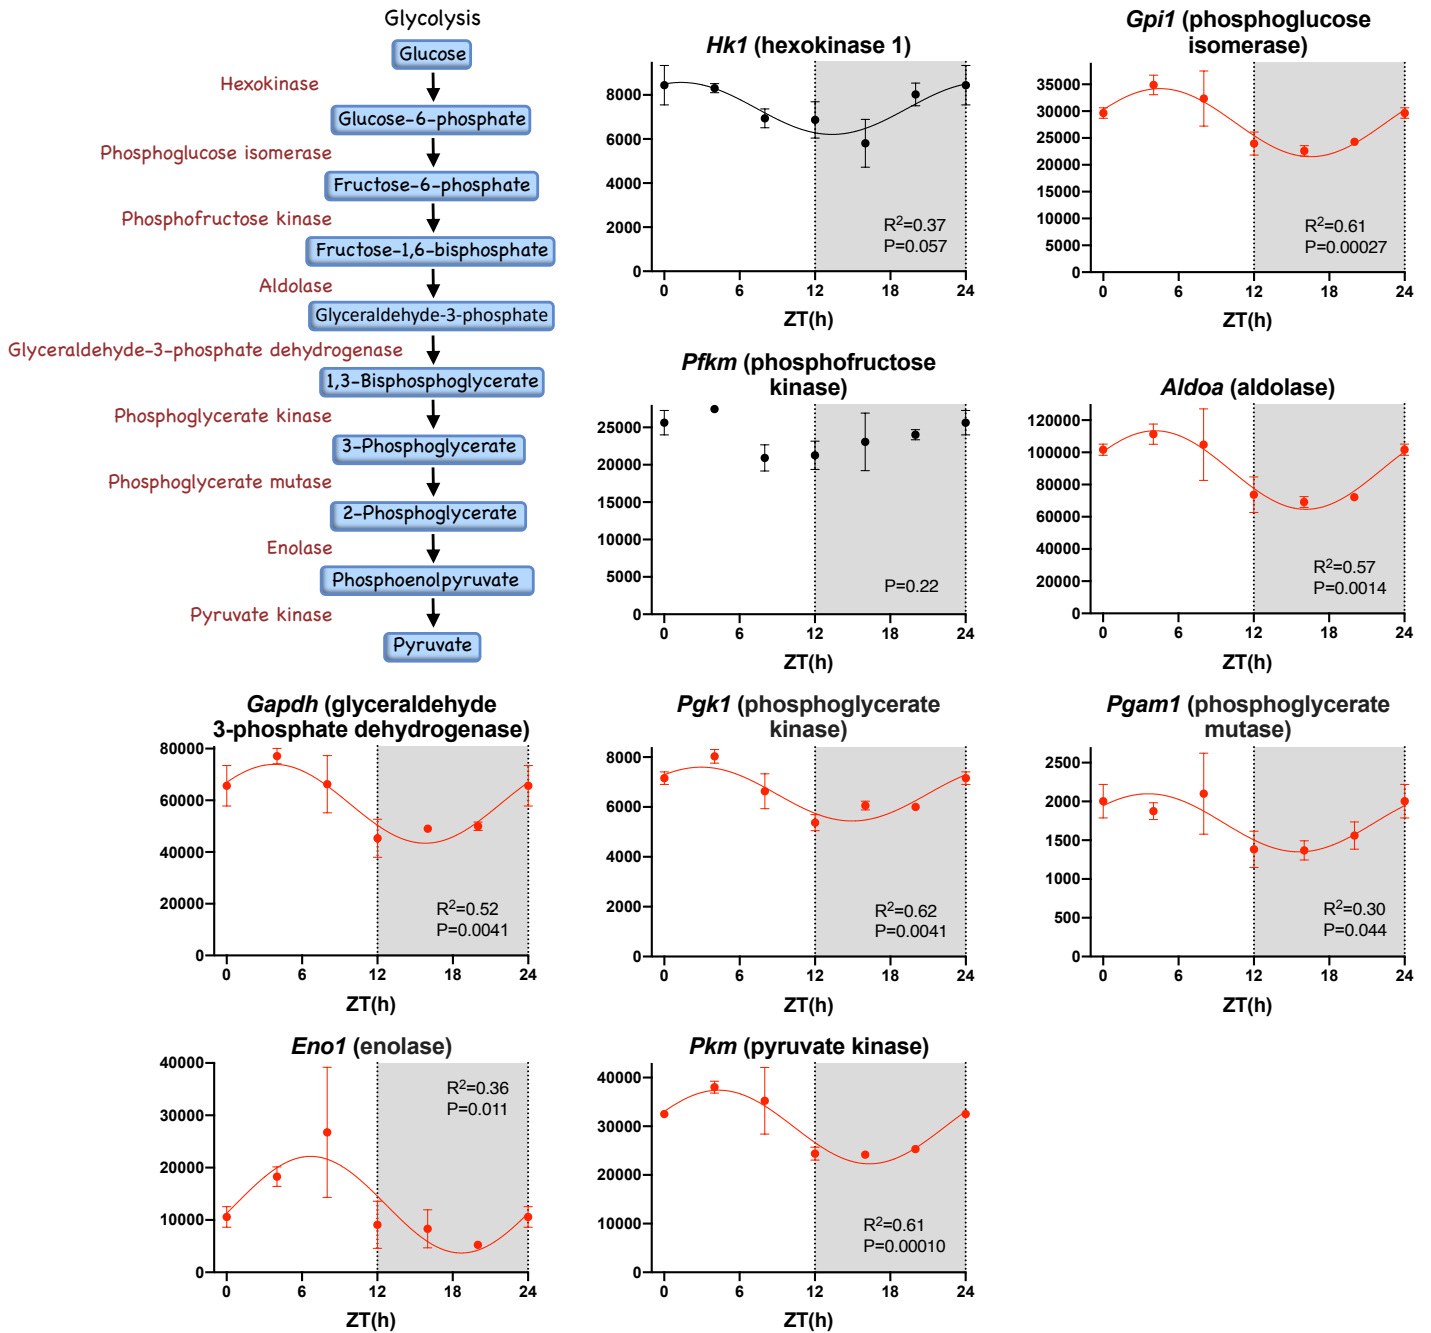 Glycolysis
Glucose
Hexokinase
Glucose-6-phosphate
Phosphoglucose isomerase
Fructose-6-phosphate
Phosphofructose kinase
Fructose-1,6-bisphosphate
Aldolase
Glyceraldehyde-3-phosphate
Glyceraldehyde-3-phosphate dehydrogenase
1,3-Bisphosphoglycerate
Phosphoglycerate kinase
3-Phosphoglycerate
Phosphoglycerate mutase
2-Phosphoglycerate
Enolase
Phosphoenolpyruvate
Pyruvate kinase
Pyruvate
Hk1 (hexokinase 1)
8000
6000
4000
2000
0
R²=0.37
P=0.057
0 6 12 18 24
ZT(h)
Gpi1 (phosphoglucose
isomerase)
35000
30000
25000
20000
15000
10000
5000
0
R²=0.61
P=0.00027
0 6 12 18 24
ZT(h)
Pfkm (phosphofructose
kinase)
25000
20000
15000
10000
5000
0
P=0.22
0 6 12 18 24
ZT(h)
Aldoa (aldolase)
120000
100000
80000
60000
40000
20000
0
R²=0.57
P=0.0014
0 6 12 18 24
ZT(h)
Gapdh (glyceraldehyde
3-phosphate dehydrogenase)
80000
60000
40000
20000
0
R²=0.52
P=0.0041
0 6 12 18 24
ZT(h)
Pgk1 (phosphoglycerate
kinase)
8000
6000
4000
2000
0
R²=0.62
P=0.0041
0 6 12 18 24
ZT(h)
Pgam1 (phosphoglycerate
mutase)
2500
2000
1500
1000
500
0
R²=0.30
P=0.044
0 6 12 18 24
ZT(h)
Eno1 (enolase)
40000
30000
20000
10000
0
R²=0.36
P=0.011
0 6 12 18 24
ZT(h)
Pkm (pyruvate kinase)
40000
30000
20000
10000
0
R²=0.61
P=0.00010
0 6 12 18 24
ZT(h)